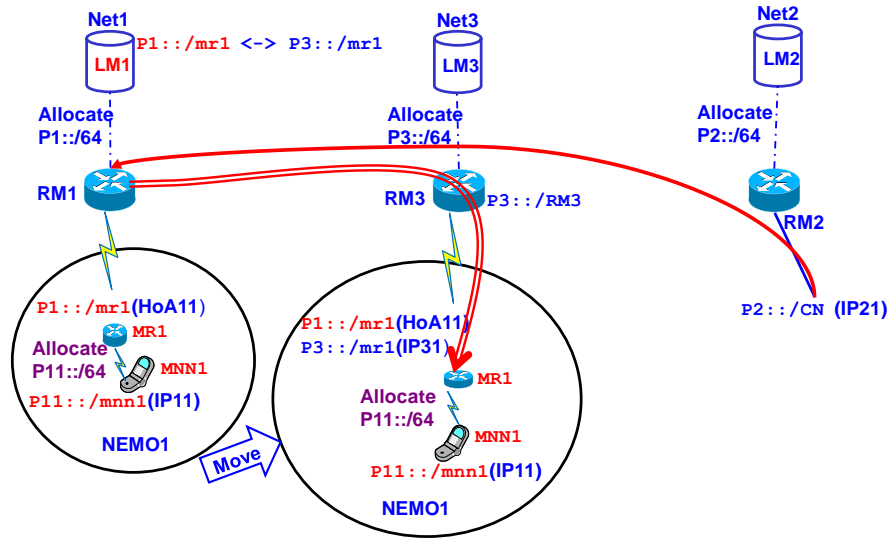 Net1
Net3
Net2
P1::/mr1 <-> P3::/mr1
LM1
LM3
LM2
Allocate
P1::/64
Allocate
P3::/64
Allocate
P2::/64
RM1
RM3
P3::/RM3
RM2
P1::/mr1(HoA11)
MR1
Allocate
P11::/64
MNN1
P11::/mnn1(IP11)
NEMO1
Move
P1::/mr1(HoA11)
P3::/mr1(IP31)
MR1
Allocate
P11::/64
MNN1
P11::/mnn1(IP11)
NEMO1
P2::/CN (IP21)